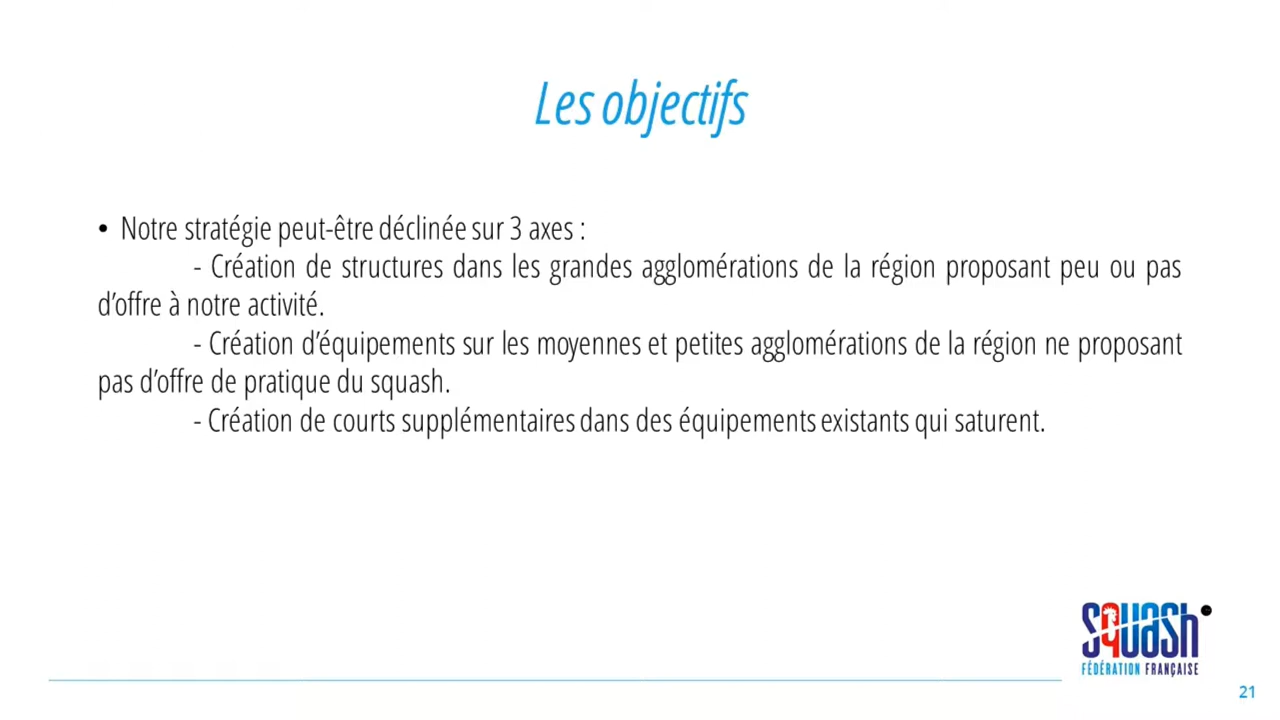 Les objectifs
• Notre stratégie peut-être déclinée sur 3 axes :
- Création de structures dans les grandes agglomérations de la région proposant peu ou pas
d’offre à notre activité.
- Création d’équipements sur les moyennes et petites agglomérations de la région ne proposant
pas d’offre de pratique du squash.
- Création de courts supplémentaires dans des équipements existants qui saturent.
squash
FÉDÉRATION FRANÇAISE
21